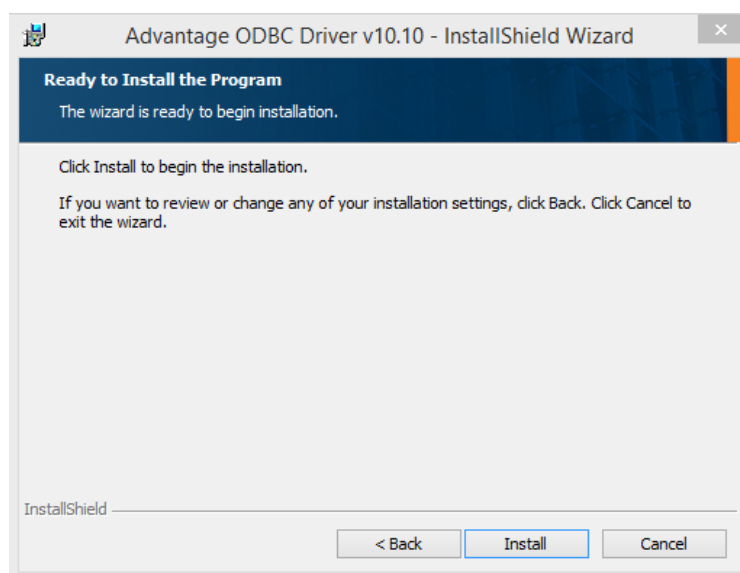 Advantage ODBC Driver v10.10 - InstallShield Wizard
Ready to Install the Program
The wizard is ready to begin installation.
Click Install to begin the installation.
If you want to review or change any of your installation settings, click Back. Click Cancel to
exit the wizard.
InstallShield
< Back Install Cancel